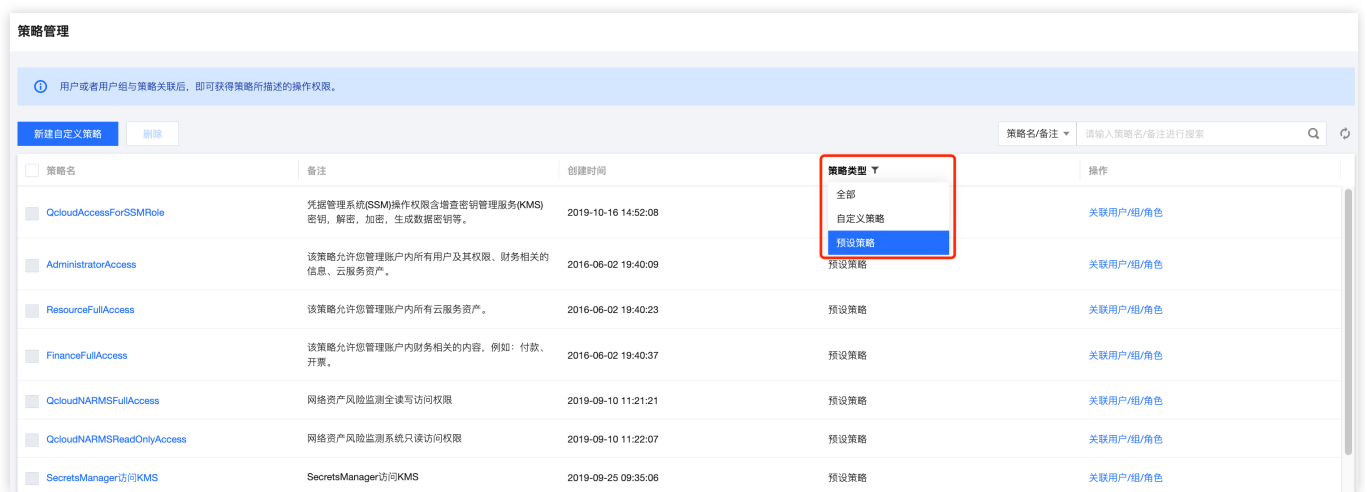 策略管理
用户或者用户组与策略关联后，即可获得策略所描述的操作权限。
新建自定义策略 删除 策略名/备注 请输入策略名/备注进行搜索
策略名 备注 创建时间 策略类型 操作
全部
自定义策略
预设策略
QcloudAccessForSSMRole 凭据管理系统(SSM)操作权限含增查密钥管理服务(KMS) 2019-10-16 14:52:08 关联用户/组/角色
密钥，解密，加密，生成数据密钥等。
AdministratorAccess 该策略允许您管理账户内所有用户及其权限、财务相关的 2016-06-02 19:40:09 预设策略 关联用户/组/角色
信息、云服务资产。
ResourceFullAccess 该策略允许您管理账户内所有云服务资产。 2016-06-02 19:40:23 预设策略 关联用户/组/角色
FinanceFullAccess 该策略允许您管理账户内财务相关的内容，例如：付款、 2016-06-02 19:40:37 预设策略 关联用户/组/角色
开票。
QcloudNARMSFullAccess 网络资产风险监测全读写访问权限 2019-09-10 11:21:21 预设策略 关联用户/组/角色
QcloudNARMSReadOnlyAccess 网络资产风险监测系统只读访问权限 2019-09-10 11:22:07 预设策略 关联用户/组/角色
SecretsManager访问KMS SecretsManager访问KMS 2019-09-25 09:35:06 预设策略 关联用户/组/角色